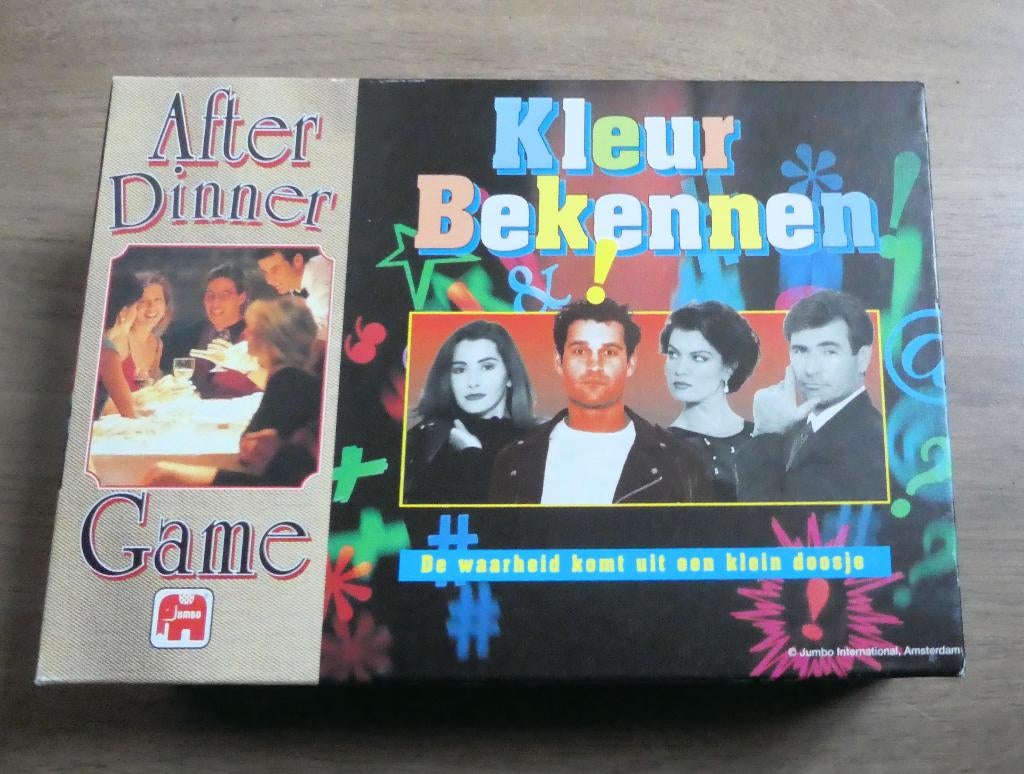 After
Dinner
Game
Jumbo
Kleur
Bekennen
&!
De waarheid komt uit een klein doosje
© Jumbo International, Amsterdam